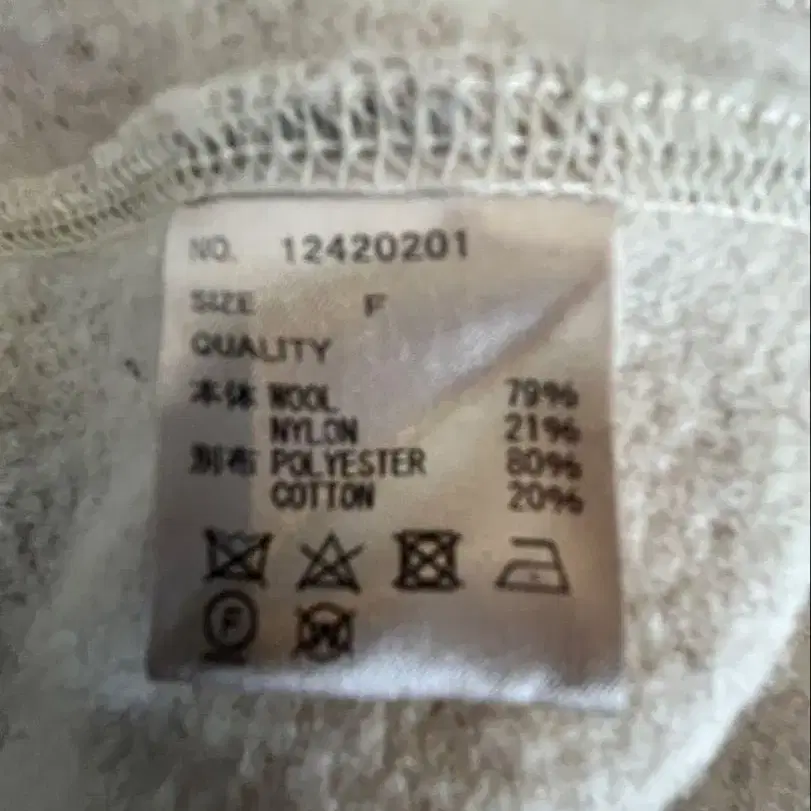 NO. 12420201
SIZE F
QUALITY
本体 WOOL 79%
NYLON 21%
別布 POLYESTER 80%
COTTON 20%
F W